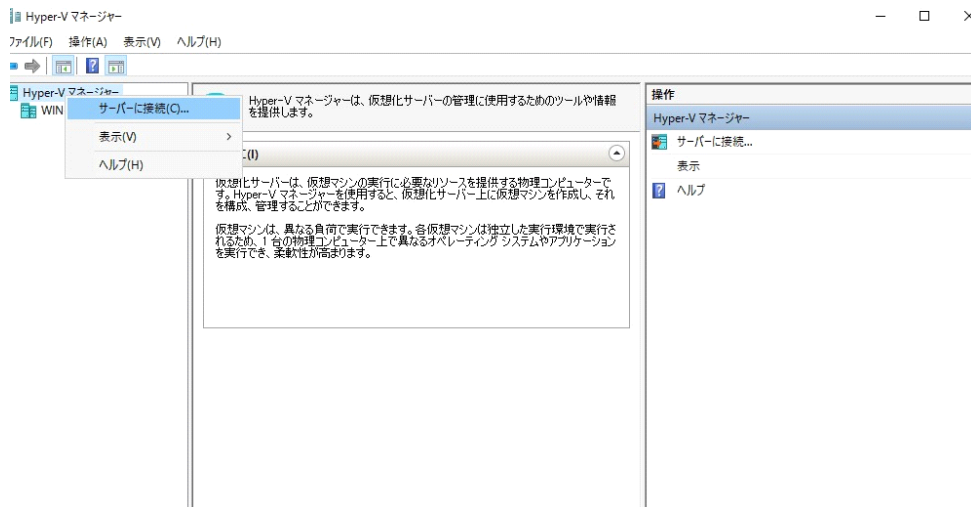 Hyper-V マネージャー
ファイル(F) 操作(A) 表示(V) ヘルプ(H)
Hyper-V マネージャー
WIN
サーバーに接続(C)...
表示(V)
ヘルプ(H)
Hyper-V マネージャーは、仮想化サーバーの管理に使用するためのツールや情報
を提供します。
(I)
仮想化サーバーは、仮想マシンの実行に必要なリソースを提供する物理コンピューターで
す。Hyper-V マネージャーを使用すると、仮想化サーバー上に仮想マシンを作成し、それ
を構成、管理することができます。
仮想マシンは、異なる負荷で実行できます。各仮想マシンは独立した実行環境で実行さ
れるため、1 台の物理コンピューター上で異なるオペレーティング システムやアプリケーション
を実行でき、柔軟性が高まります。
操作
Hyper-V マネージャー
サーバーに接続...
表示
ヘルプ